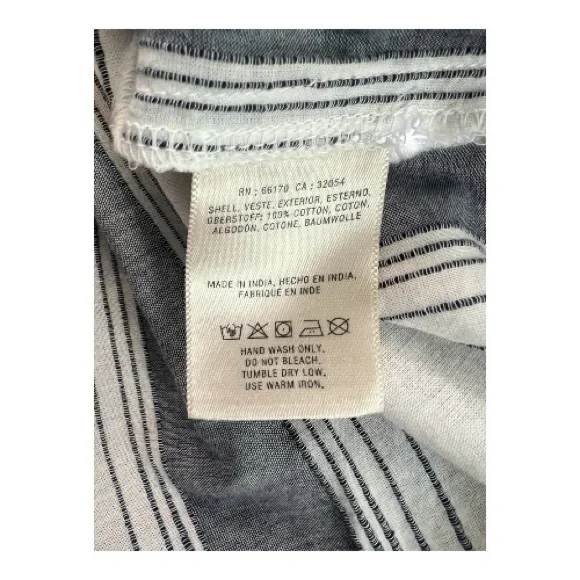 RN : 66170 CA : 32054
SHELL, VESTE, EXTERIOR, ESTERNO,
OBERSTOFF: 100% COTTON, COTON,
ALGODÓN, COTONE, BAUMWOLLE
MADE IN INDIA, HECHO EN INDIA,
FABRIQUÉ EN INDE
HAND WASH ONLY.
DO NOT BLEACH.
TUMBLE DRY LOW.
USE WARM IRON.